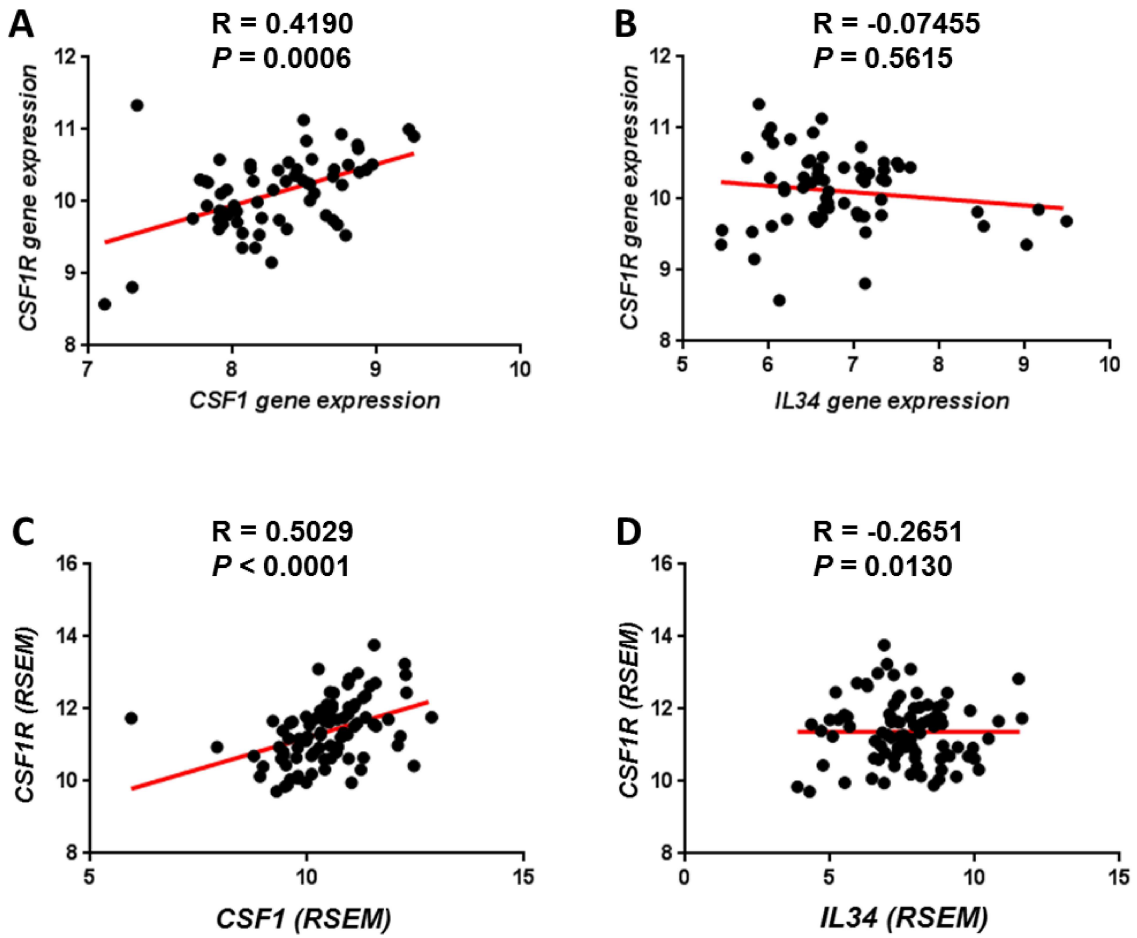 A
R = 0.4190
P = 0.0006
CSF1R gene expression
12
11
10
9
8
7
8
9
10
CSF1 gene expression
B
R = -0.07455
P = 0.5615
CSF1R gene expression
12
11
10
9
8
5
6
7
8
9
10
IL34 gene expression
C
R = 0.5029
P < 0.0001
CSF1R (RSEM)
16
14
12
10
8
5
10
15
CSF1 (RSEM)
D
R = -0.2651
P = 0.0130
CSF1R (RSEM)
16
14
12
10
8
0
5
10
15
IL34 (RSEM)